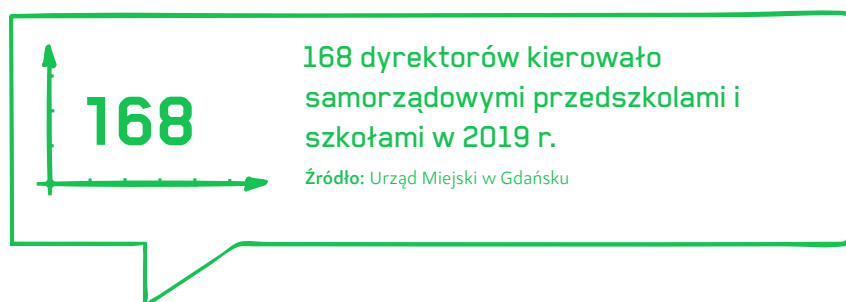 168
168 dyrektorów kierowało
samorządowymi przedszkolami i
szkołami w 2019 r.
Źródło: Urząd Miejski w Gdańsku